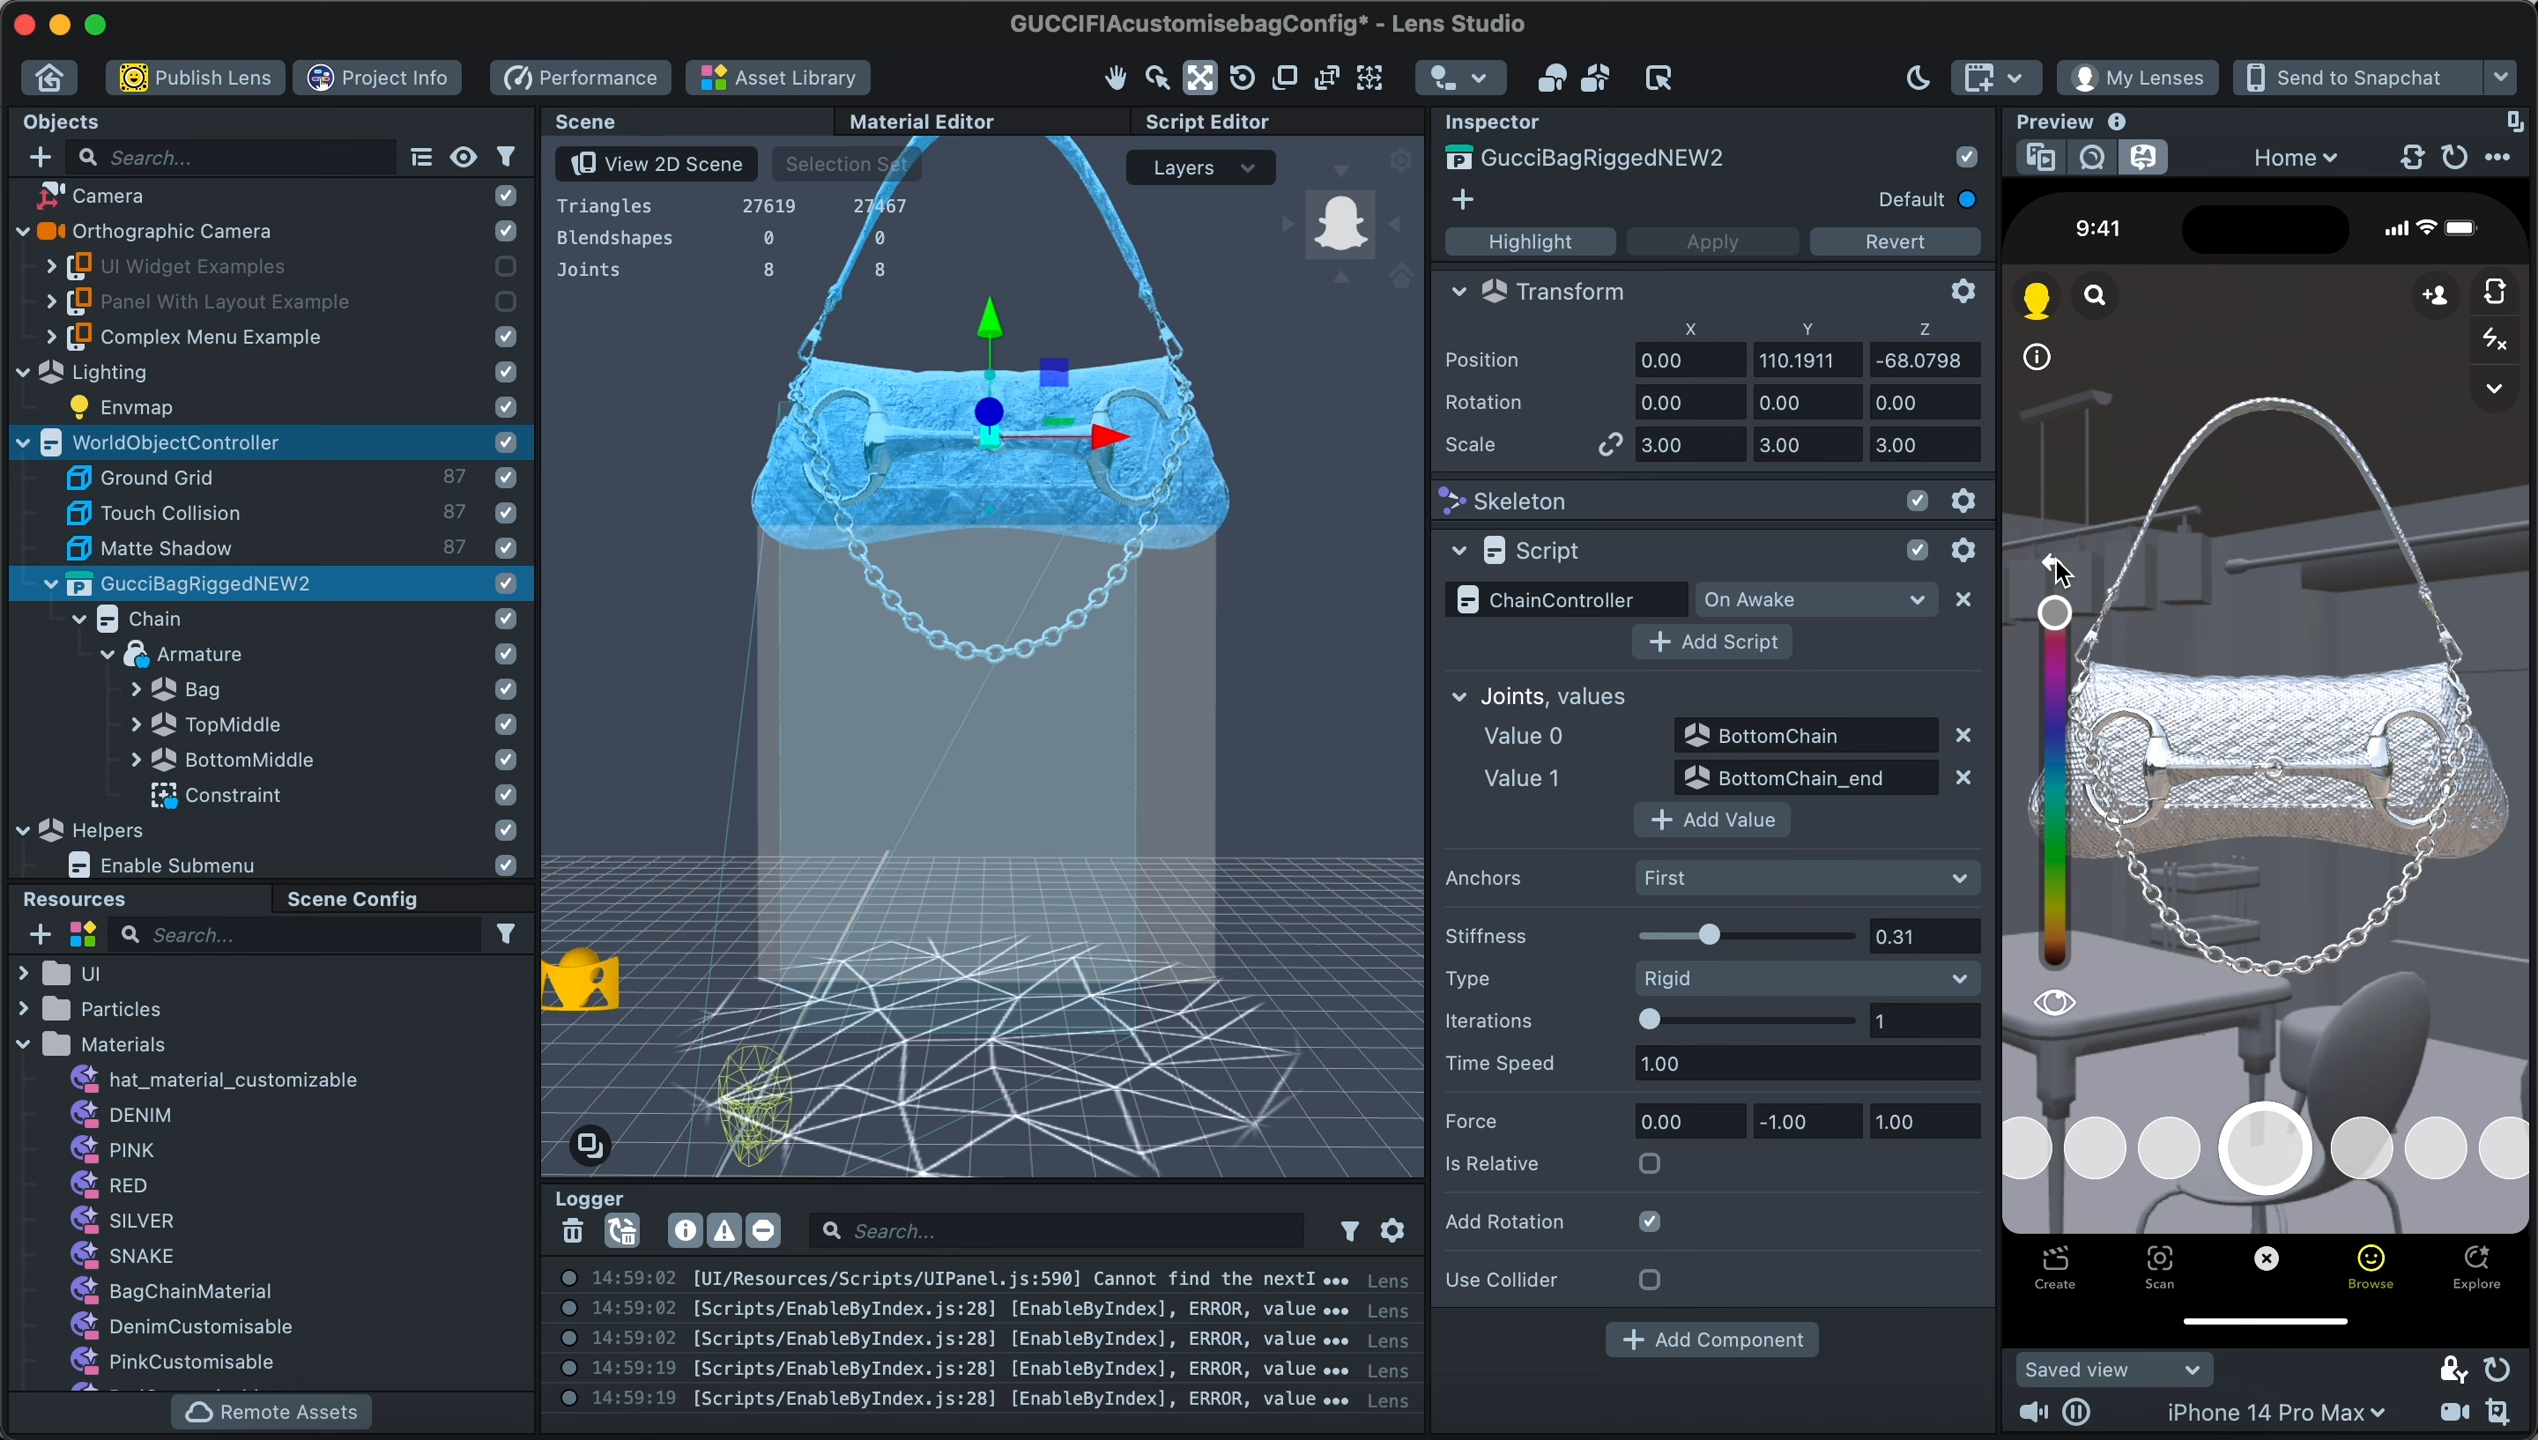 GUCCIFIAcustomisebagConfig* - Lens Studio
Publish Lens
Project Info
Performance
Asset Library
My Lenses
Send to Snapchat
Objects
Search...
Camera
Orthographic Camera
UI Widget Examples
Panel With Layout Example
Complex Menu Example
Lighting
Envmap
WorldObjectController
Ground Grid 87
Touch Collision 87
Matte Shadow 87
GucciBagRiggedNEW2
Chain
Armature
Bag
TopMiddle
BottomMiddle
Constraint
Helpers
Enable Submenu
Resources
Scene Config
Search...
UI
Particles
Materials
hat_material_customizable
DENIM
PINK
RED
SILVER
SNAKE
BagChainMaterial
DenimCustomisable
PinkCustomisable
Remote Assets
Scene
Material Editor
Script Editor
View 2D Scene
Selection Set
Layers
Triangles 27619 27467
Blendshapes 0 0
Joints 8 8
Logger
Search...
14:59:02 [UI/Resources/Scripts/UIPanel.js:590] Cannot find the nextI ••• Lens
14:59:02 [Scripts/EnableByIndex.js:28] [EnableByIndex], ERROR, value ••• Lens
14:59:02 [Scripts/EnableByIndex.js:28] [EnableByIndex], ERROR, value ••• Lens
14:59:19 [Scripts/EnableByIndex.js:28] [EnableByIndex], ERROR, value ••• Lens
14:59:19 [Scripts/EnableByIndex.js:28] [EnableByIndex], ERROR, value ••• Lens
Inspector
P GucciBagRiggedNEW2
Default
Highlight
Apply
Revert
Transform
X Y Z
Position 0.00 110.1911 -68.0798
Rotation 0.00 0.00 0.00
Scale 3.00 3.00 3.00
Skeleton
Script
ChainController On Awake
Add Script
Joints, values
Value 0 BottomChain
Value 1 BottomChain_end
Add Value
Anchors First
Stiffness 0.31
Type Rigid
Iterations 1
Time Speed 1.00
Force 0.00 -1.00 1.00
Is Relative
Add Rotation
Use Collider
Add Component
Preview
Home
9:41
Create
Scan
Browse
Explore
Saved view
iPhone 14 Pro Max